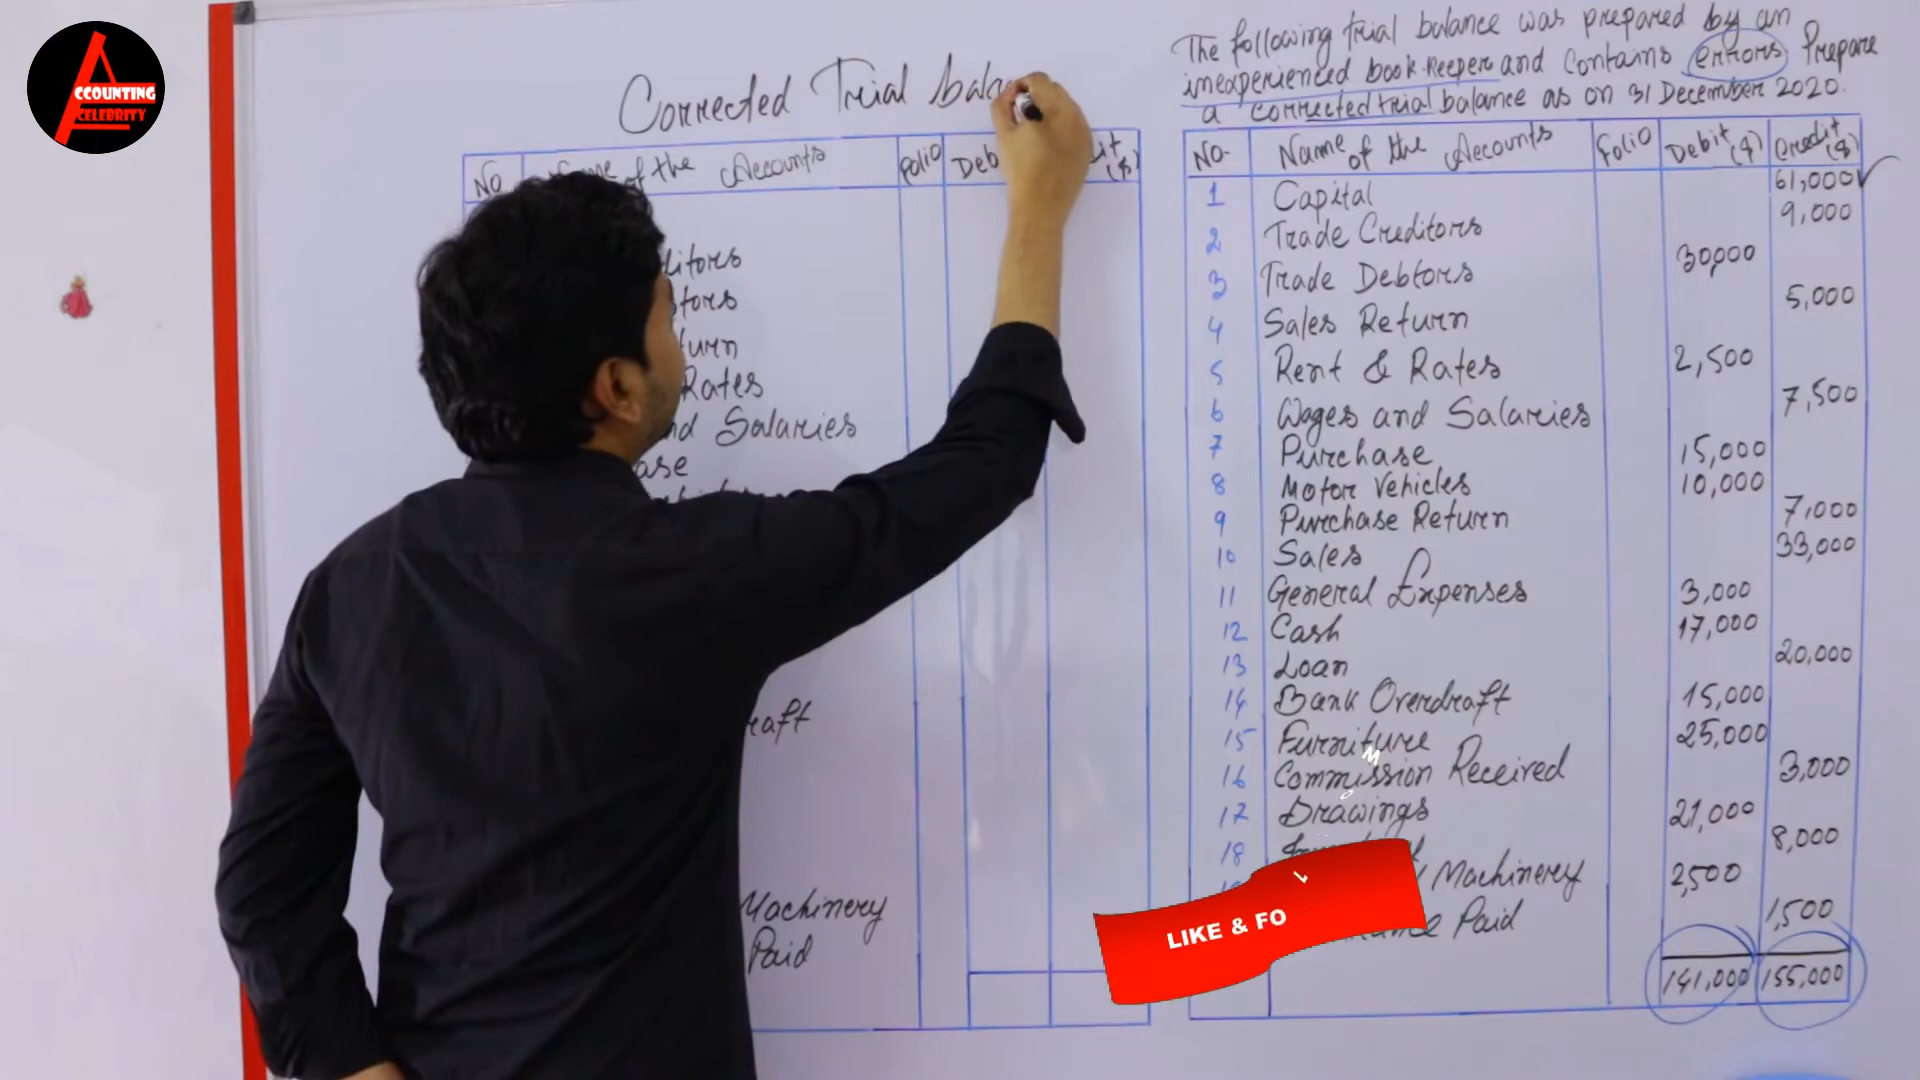 ACCOUNTING
CELEBRITY
Corrected Trial bala
No
of the Accounts
Folio
Deb
($)
ditors
tors
turn
Rates
nd Salaries
ase
raft
Machinery
Paid
The following trial balance was prepared by an
inexperienced book-keeper and contains errors Prepare
a corrected trial balance as on 31 December 2020.
No. Name of the Accounts Folio Debit ($) Credit ($)
1 Capital 61,000
2 Trade Creditors 9,000
3 Trade Debtors 30,000
4 Sales Return 5,000
5 Rent & Rates 2,500
6 Wages and Salaries 7,500
7 Purchase 15,000
8 Motor Vehicles 10,000
9 Purchase Return 7,000
10 Sales 33,000
11 General Expenses 3,000
12 Cash 17,000
13 Loan 20,000
14 Bank Overdraft 15,000
15 Furniture 25,000
16 Commission Received 3,000
17 Drawings 21,000
18 8,000
Machinery 2,500
Paid 1,500
141,000 155,000
LIKE & FO